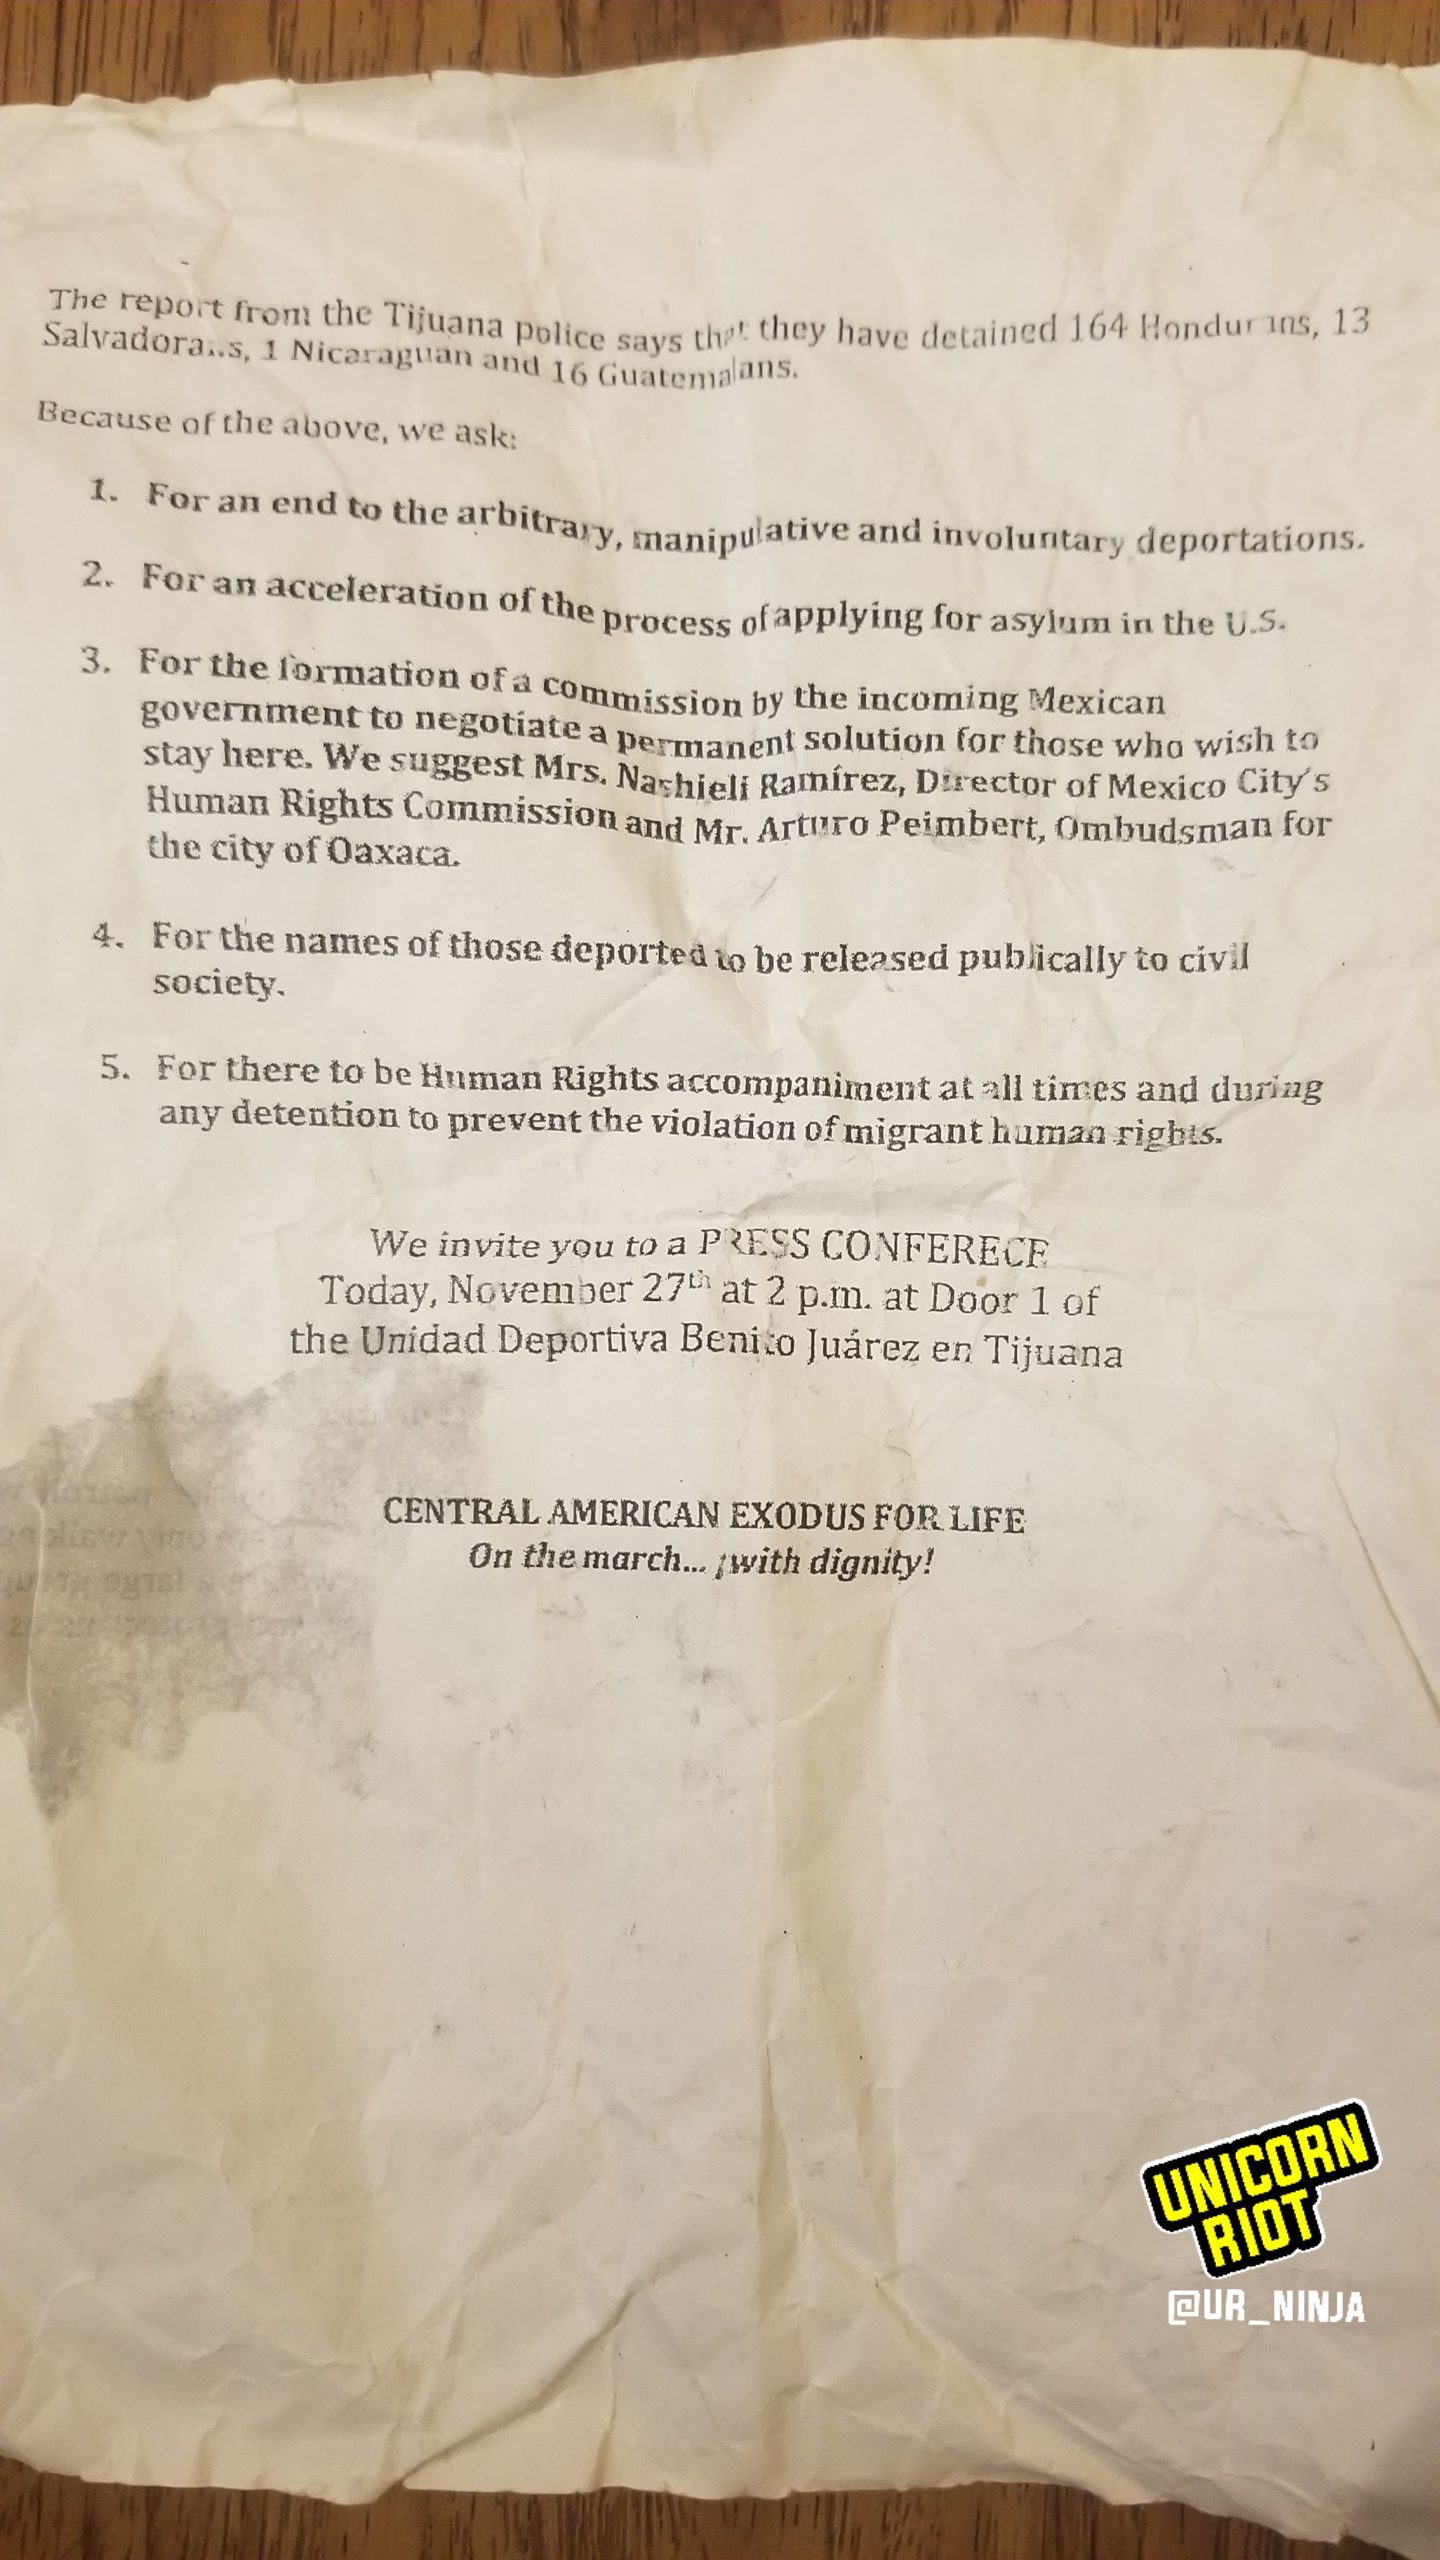 The report from the Tijuana police says that they have detained 164 Hondurans, 13
Salvadorans, 1 Nicaraguan and 16 Guatemalans.
Because of the above, we ask:
1. For an end to the arbitrary, manipulative and involuntary deportations.
2. For an acceleration of the process of applying for asylum in the U.S.
3. For the formation of a commission by the incoming Mexican
government to negotiate a permanent solution for those who wish to
stay here. We suggest Mrs. Nashieli Ramírez, Director of Mexico City's
Human Rights Commission and Mr. Arturo Peimbert, Ombudsman for
the city of Oaxaca.
4. For the names of those deported to be released publically to civil
society.
5. For there to be Human Rights accompaniment at all times and during
any detention to prevent the violation of migrant human rights.
We invite you to a PRESS CONFERECE
Today, November 27th at 2 p.m. at Door 1 of
the Unidad Deportiva Benito Juárez en Tijuana
CENTRAL AMERICAN EXODUS FOR LIFE
On the march... ¡with dignity!
UNICORN
RIOT
@UR_NINJA